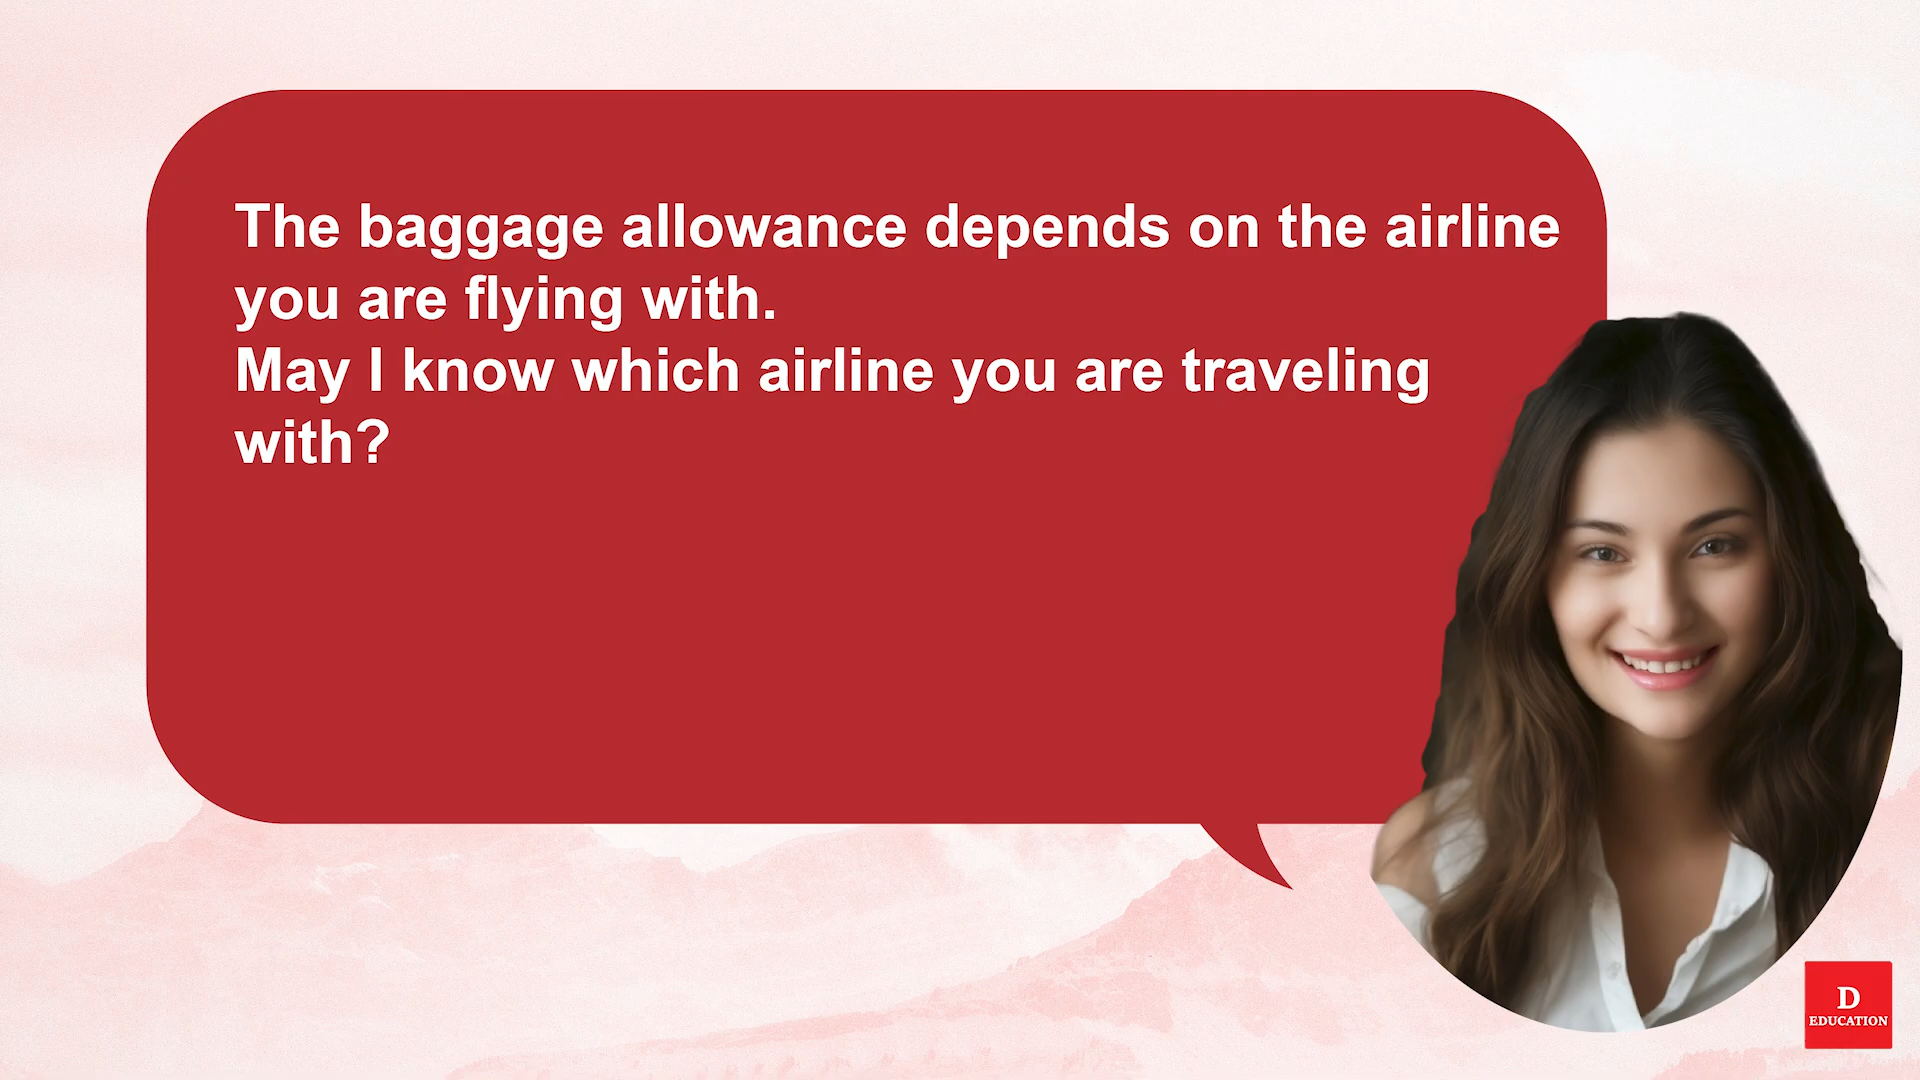 The baggage allowance depends on the airline
you are flying with.
May I know which airline you are traveling
with?
D
EDUCATION